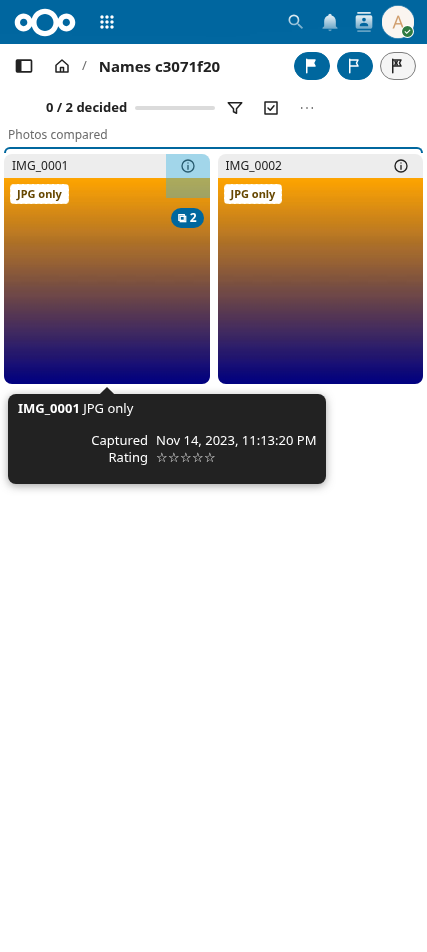 A
/ Names c3071f20
0 / 2 decided
Photos compared
IMG_0001
IMG_0002
JPG only
JPG only
2
IMG_0001 JPG only
Captured Nov 14, 2023, 11:13:20 PM
Rating ☆☆☆☆☆